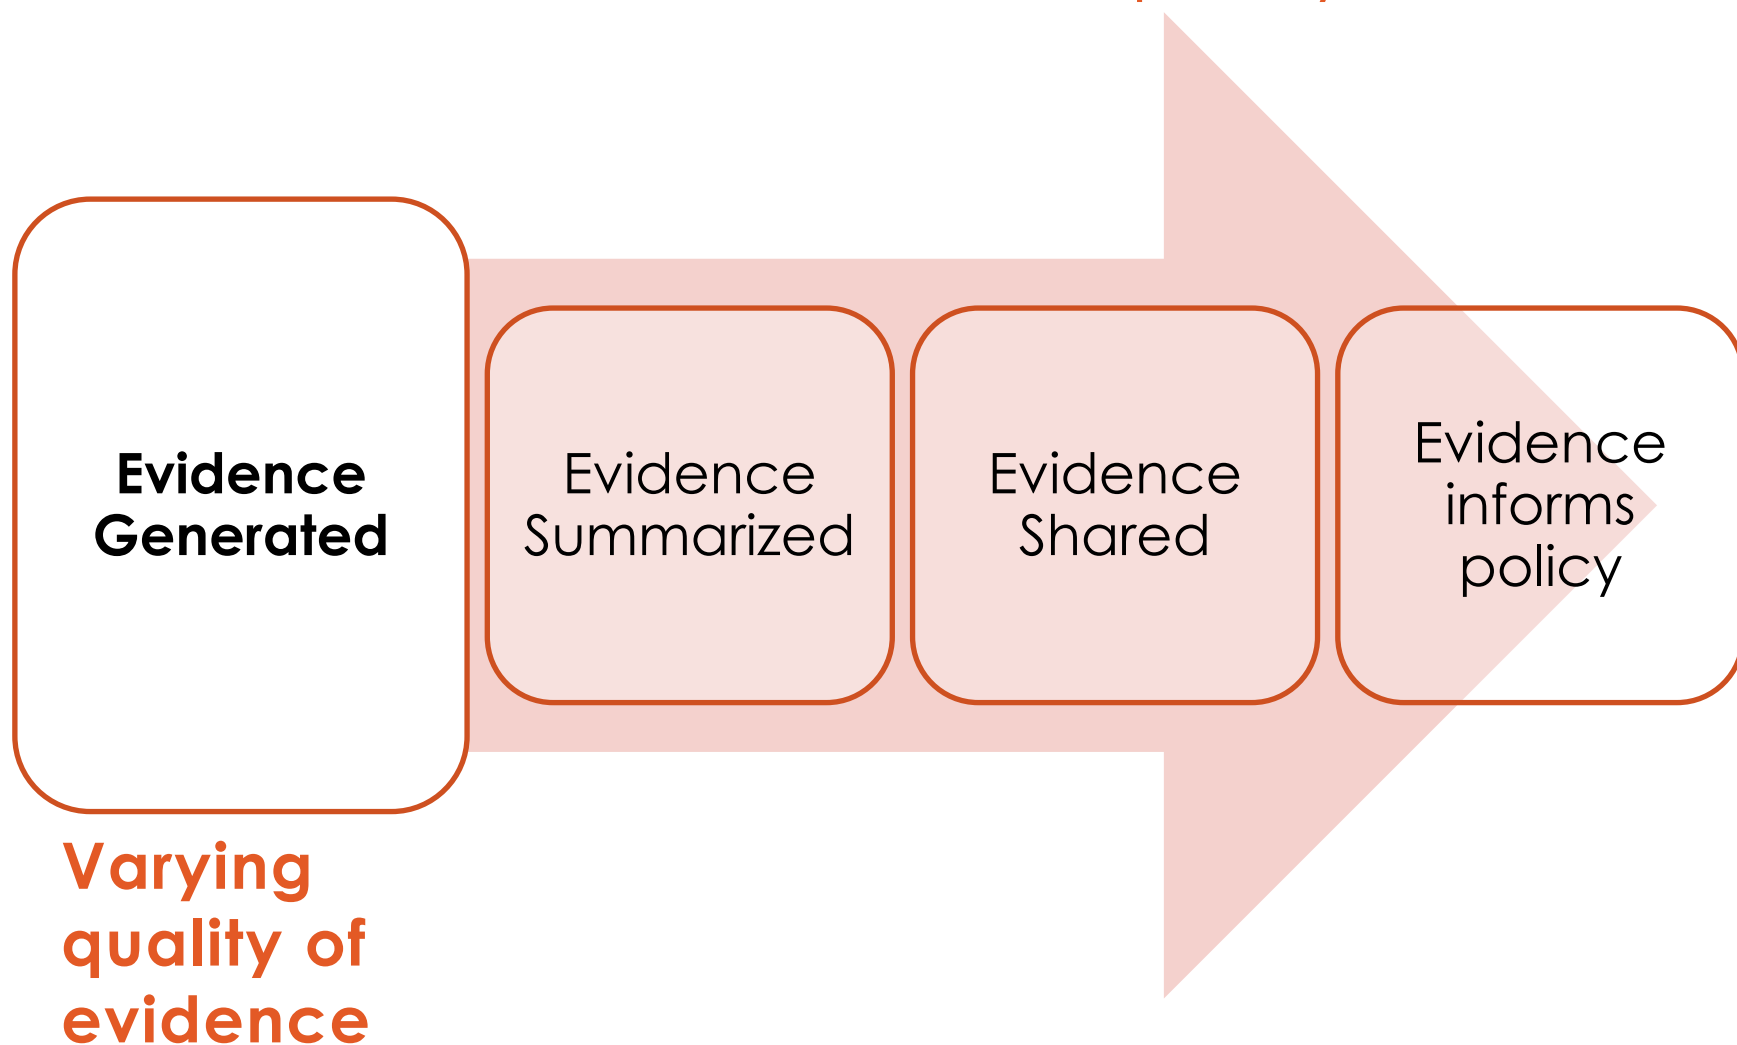 Evidence
Generated
Evidence
Summarized
Evidence
Shared
Evidence
informs
policy
Varying
quality of
evidence